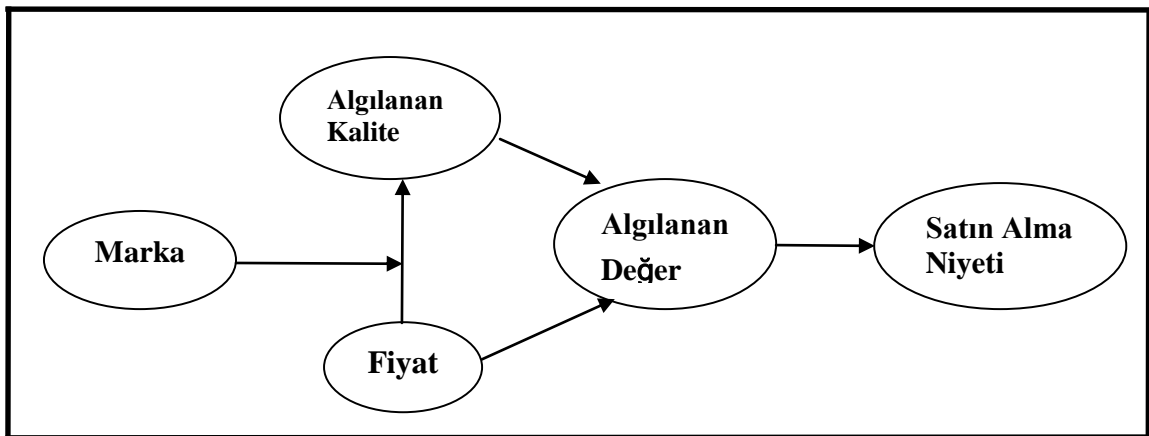 Algılanan
Kalite
Marka
Fiyat
Algılanan
Değer
Satın Alma
Niyeti